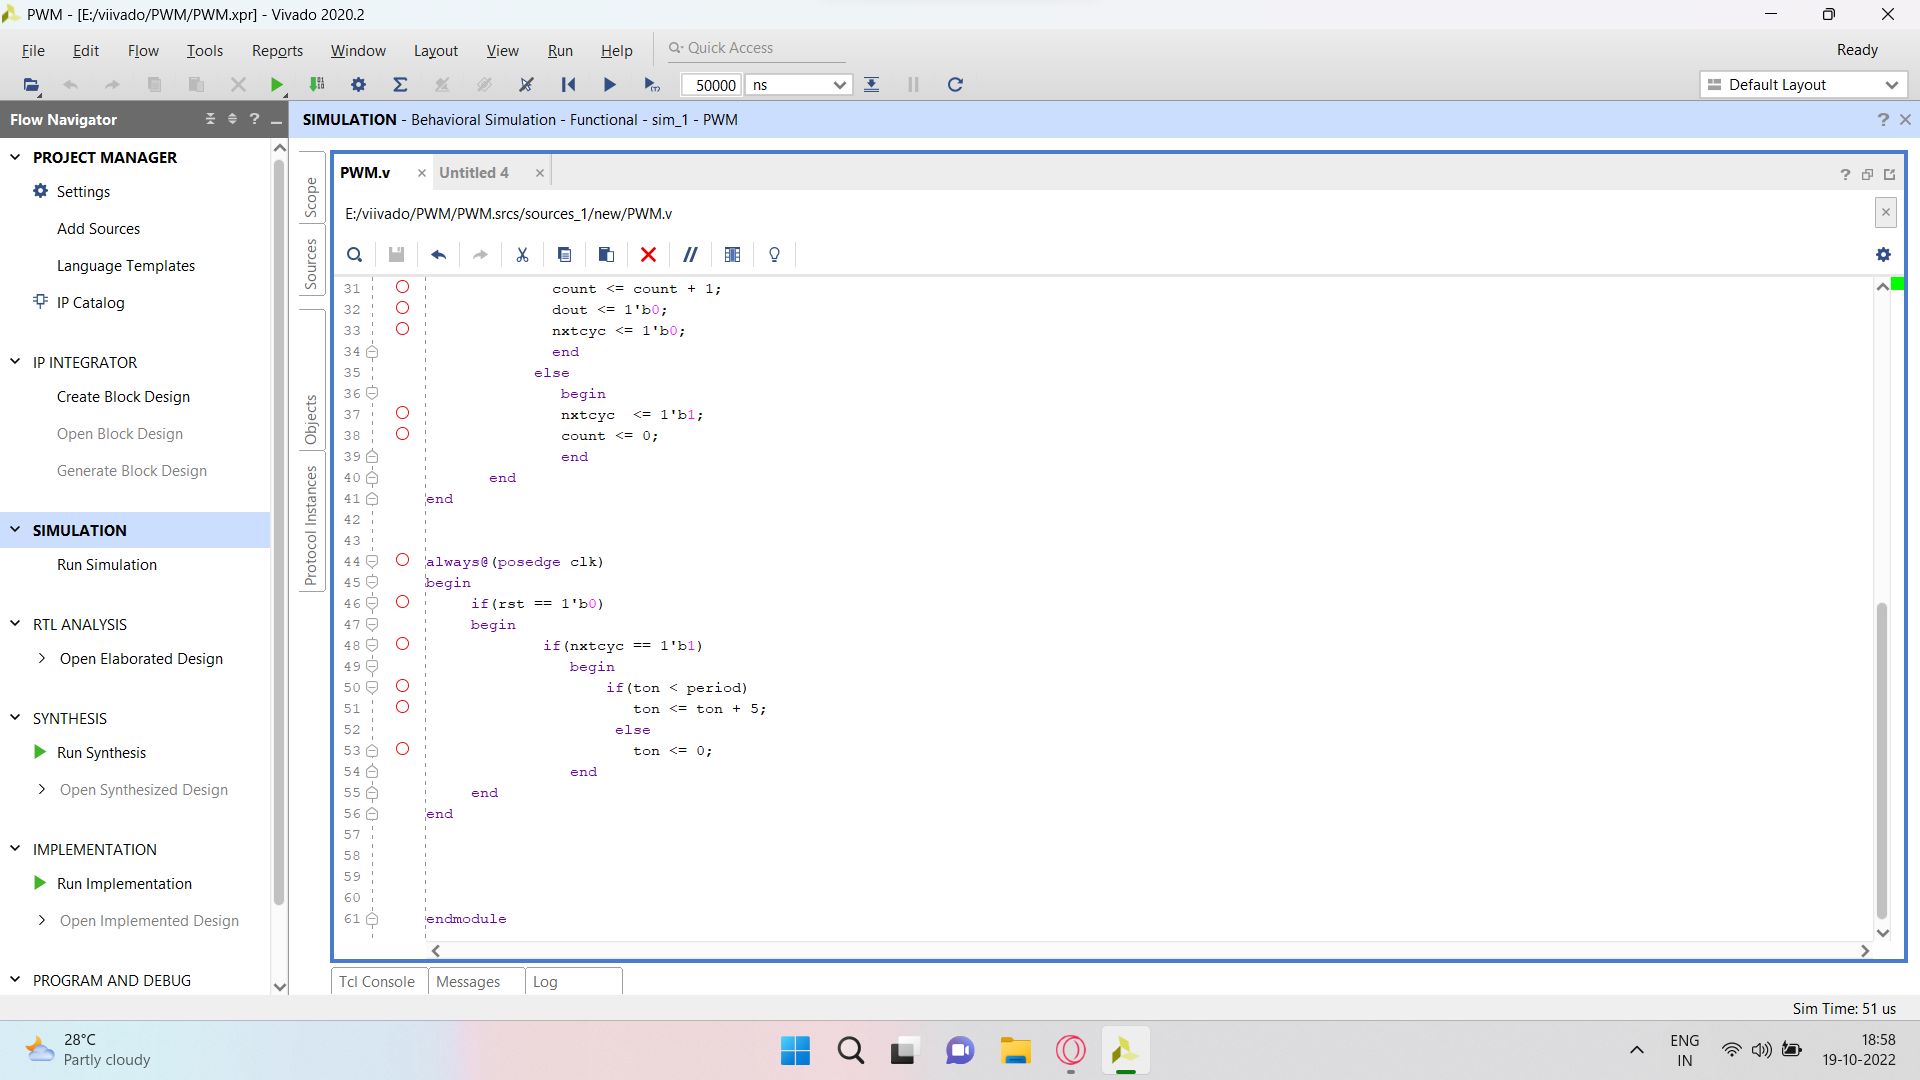 PWM - [E:/viivado/PWM/PWM.xpr] - Vivado 2020.2
File Edit Flow Tools Reports Window Layout View Run Help Quick Access Ready
50000 ns Default Layout
Flow Navigator
SIMULATION - Behavioral Simulation - Functional - sim_1 - PWM
PROJECT MANAGER
Settings
Add Sources
Language Templates
IP Catalog
IP INTEGRATOR
Create Block Design
Open Block Design
Generate Block Design
SIMULATION
Run Simulation
RTL ANALYSIS
Open Elaborated Design
SYNTHESIS
Run Synthesis
Open Synthesized Design
IMPLEMENTATION
Run Implementation
Open Implemented Design
PROGRAM AND DEBUG
Scope
Sources
Objects
Protocol Instances
PWM.v Untitled 4
E:/viivado/PWM/PWM.srcs/sources_1/new/PWM.v
31 count <= count + 1;
32 dout <= 1'b0;
33 nxtcyc <= 1'b0;
34 end
35 else
36 begin
37 nxtcyc  <= 1'b1;
38 count <= 0;
39 end
40 end
41 end
42
43
44 always@(posedge clk)
45 begin
46 if(rst == 1'b0)
47 begin
48 if(nxtcyc == 1'b1)
49 begin
50 if(ton < period)
51 ton <= ton + 5;
52 else
53 ton <= 0;
54 end
55 end
56 end
57
58
59
60
61 endmodule
Tcl Console Messages Log
Sim Time: 51 us
28°C
Partly cloudy
ENG
IN
18:58
19-10-2022